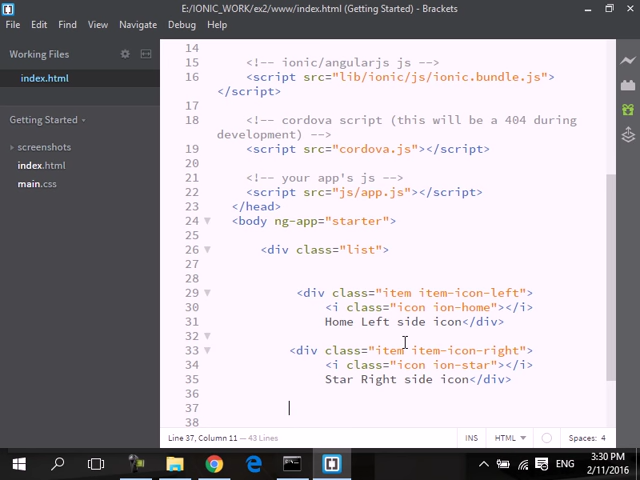 E:/IONIC_WORK/ex2/www/index.html (Getting Started) - Brackets
File Edit Find View Navigate Debug Help
Working Files
index.html
Getting Started
screenshots
index.html
main.css
14
15 <!-- ionic/angularjs js -->
16 <script src="lib/ionic/js/ionic.bundle.js">
</script>
17
18 <!-- cordova script (this will be a 404 during
development) -->
19 <script src="cordova.js"></script>
20
21 <!-- your app's js -->
22 <script src="js/app.js"></script>
23 </head>
24 <body ng-app="starter">
25
26 <div class="list">
27
28
29 <div class="item item-icon-left">
30 <i class="icon ion-home"></i>
31 Home Left side icon</div>
32
33 <div class="item item-icon-right">
34 <i class="icon ion-star"></i>
35 Star Right side icon</div>
36
37
38
Line 37, Column 11 — 43 Lines
INS HTML Spaces: 4
ENG
3:30 PM
2/11/2016